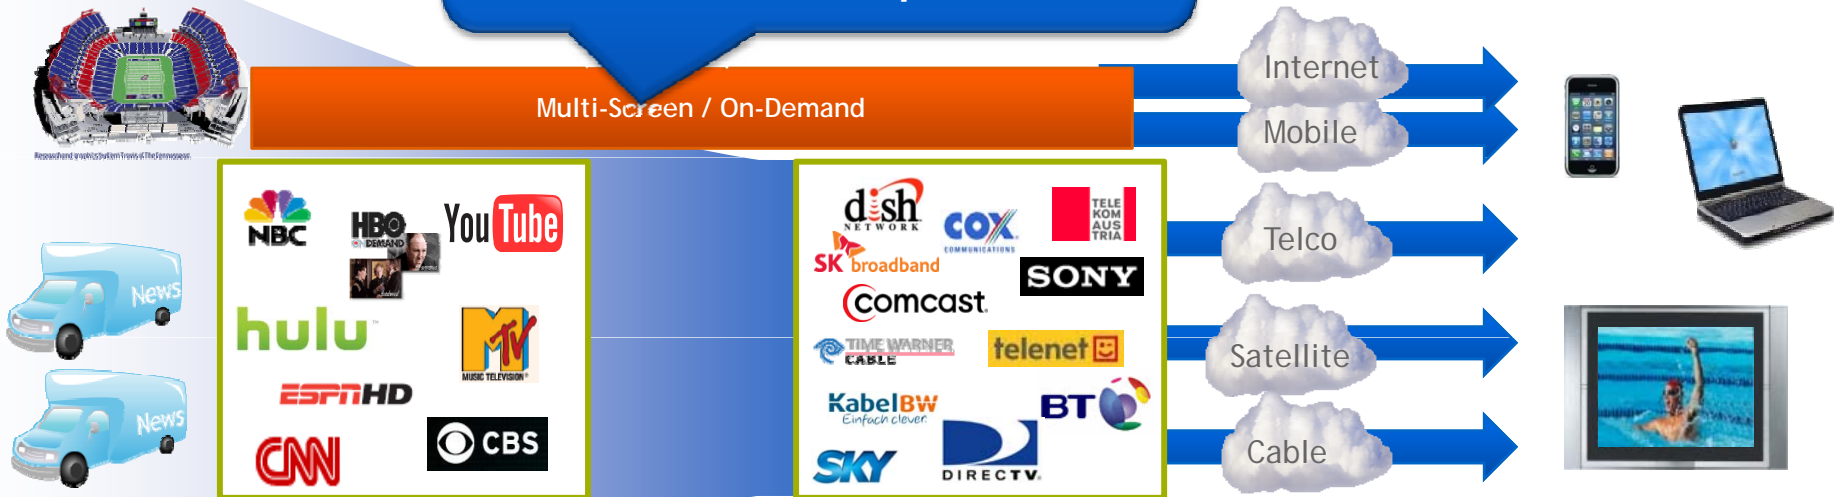 Multi-Screen / On-Demand
Internet
Mobile
Telco
Satellite
Cable
News
News
NBC
HBO
ON DEMAND
YouTube
hulu
MTV
MUSIC TELEVISION®
ESPN HD
CNN
CBS
dish
NETWORK
COX
COMMUNICATIONS
TELE
KOM
AUS
TRIA
SK broadband
SONY
Comcast.
TIME WARNER
CABLE
telenet
KabelBW
Einfach clever.
BT
SKY
DIRECTV.